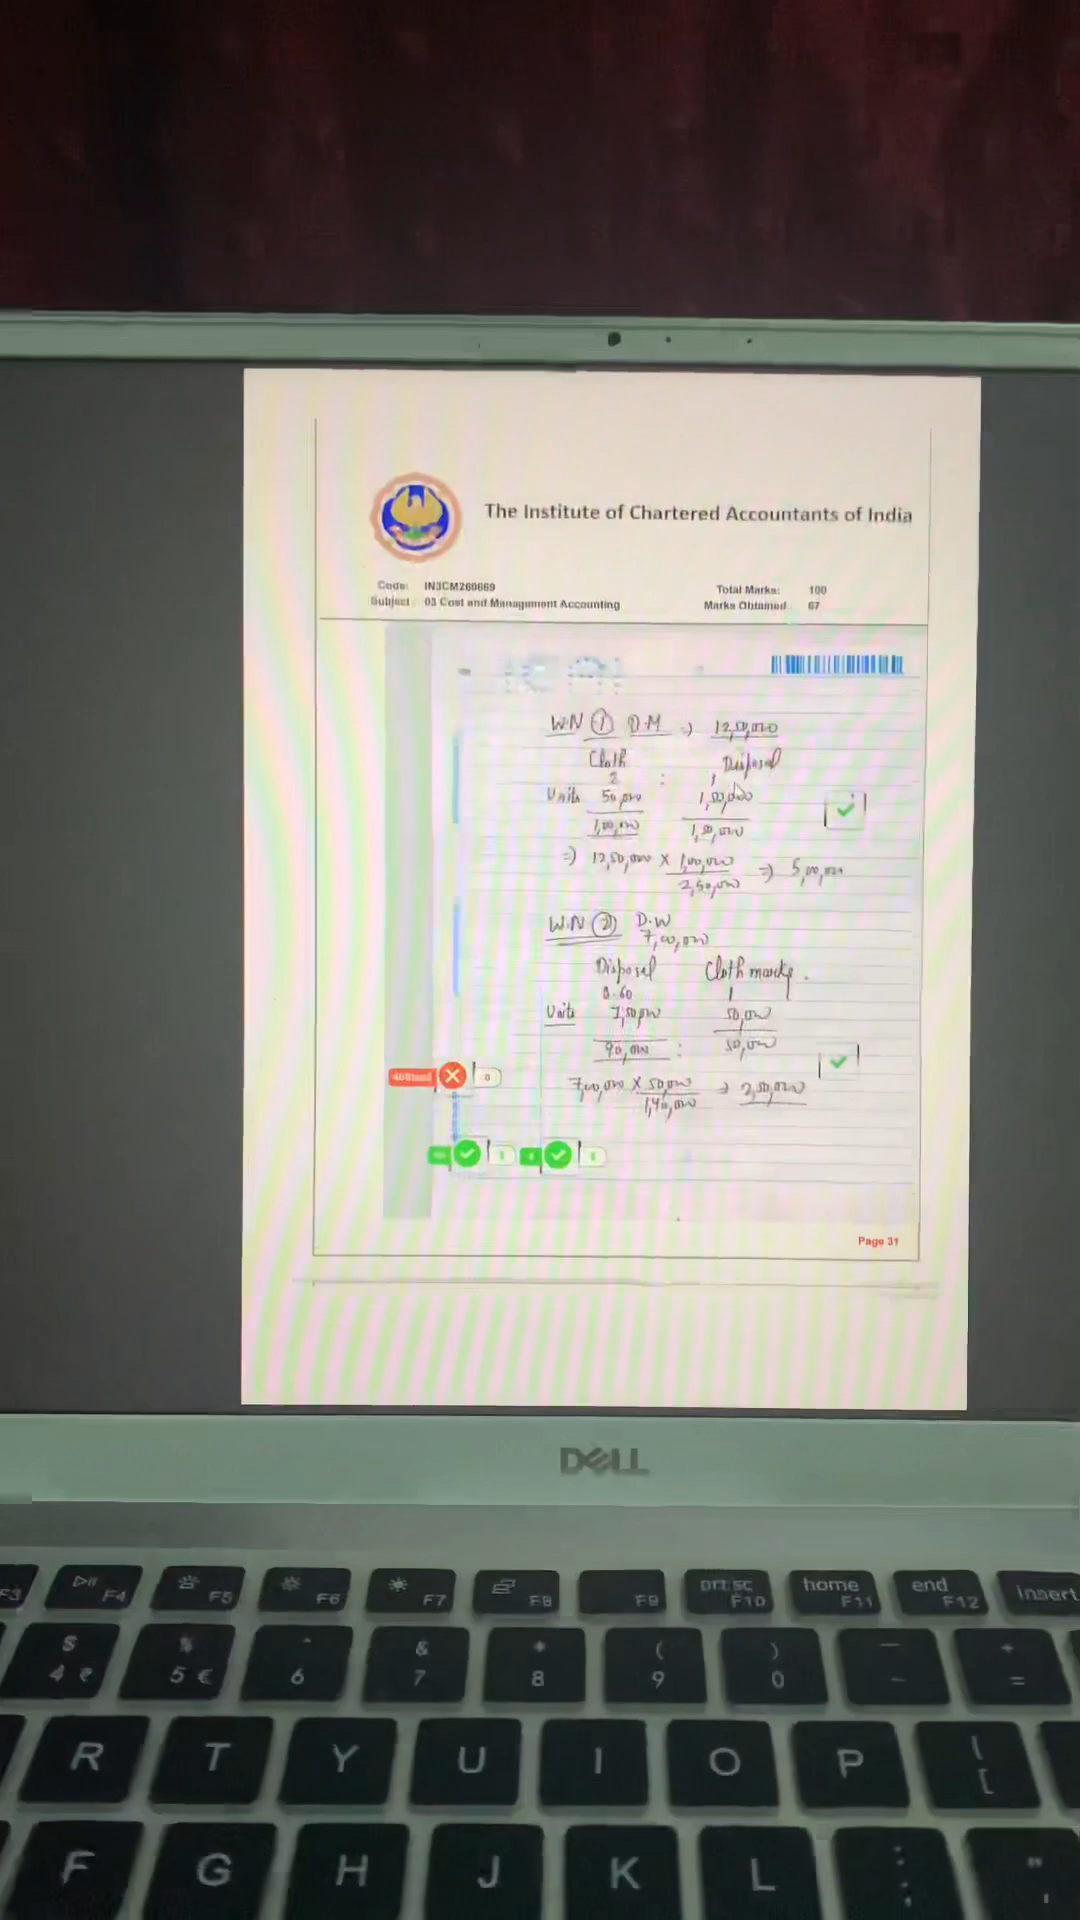 The Institute of Chartered Accountants of India
Code: IN3CM260669
Total Marks: 100
Subject 03 Cost and Management Accounting
Marks Obtained 67
W.N ① D.M ⇒ 12,50,000
Cloth Disposal
2 : 1
Units 50,000 1,50,000
1,00,000 1,50,000
⇒ 12,50,000 × 1,00,000 ⇒ 5,00,000
2,50,000
W.N ② D.W
7,00,000
Disposal Cloth masks.
0.60 1
Units 1,50,000 50,000
90,000 : 50,000
7,00,000 × 50,000 ⇒ 2,50,000
1,40,000
0
Page 31
DELL
F3 F4 F5 F6 F7 F8 F9 prt sc F10 home F11 end F12 insert
$ % ^ & * ( ) _ +
4 ₹ 5 € 6 7 8 9 0 - =
R T Y U I O P { [
F G H J K L : ; " '